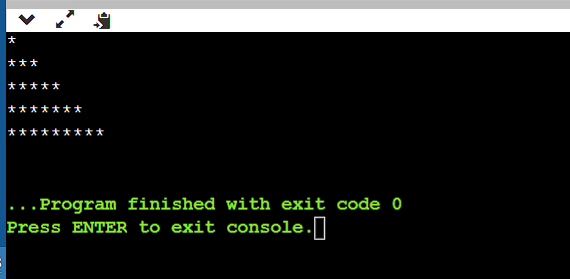 *
***
*****
*******
*********
...Program finished with exit code 0
Press ENTER to exit console.